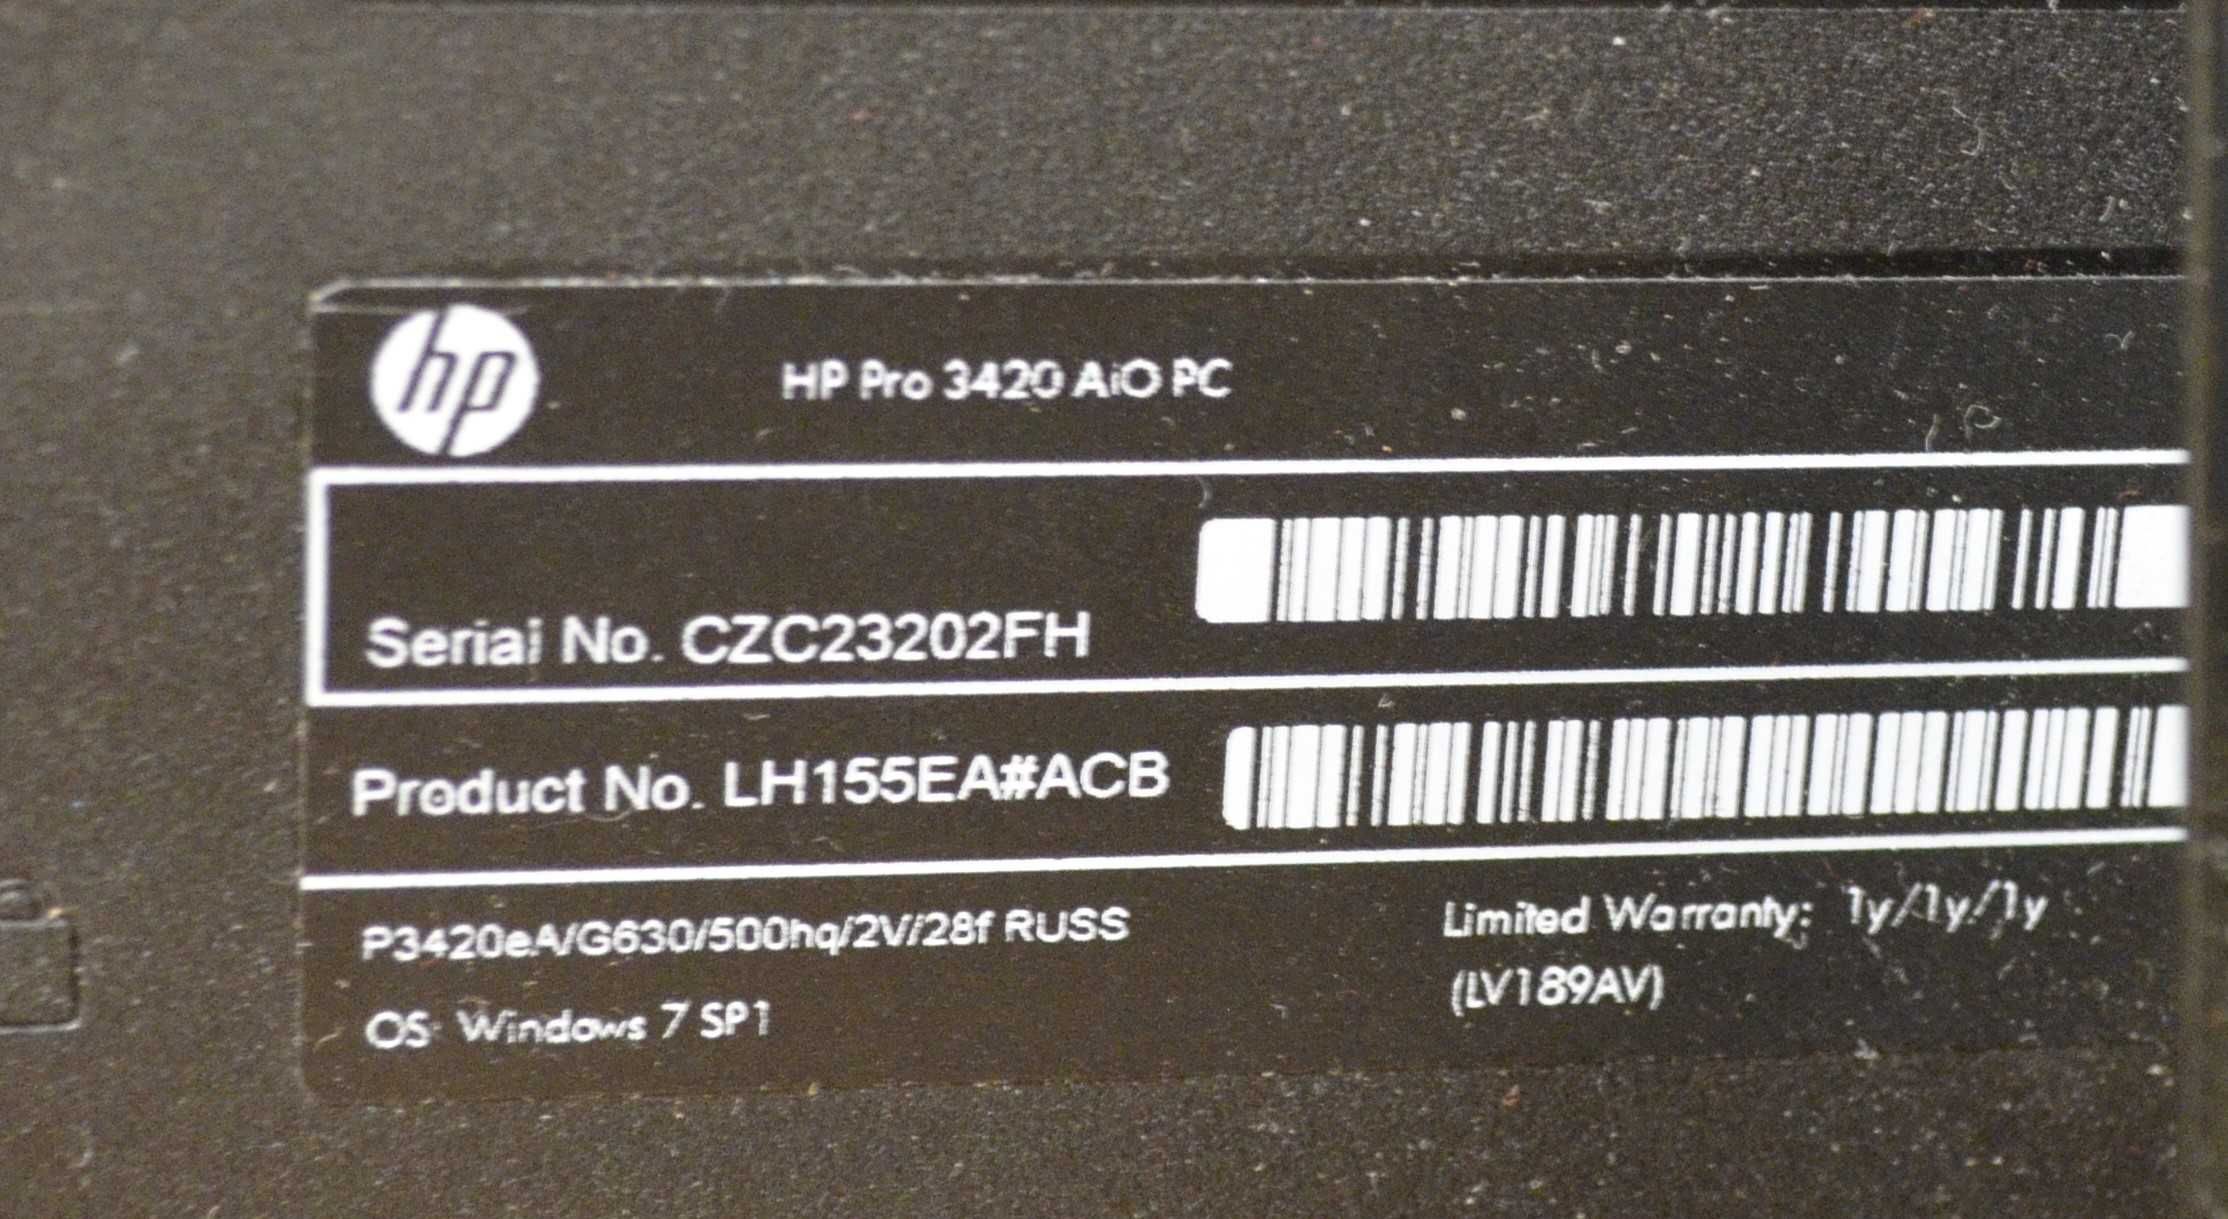 hp
HP Pro 3420 AiO PC
Serial No. CZC23202FH
Product No. LH155EA#ACB
P3420eA/G630/500hq/2V/28f RUSS
OS: Windows 7 SP1
Limited Warranty: 1y/1y/1y
(LV189AV)